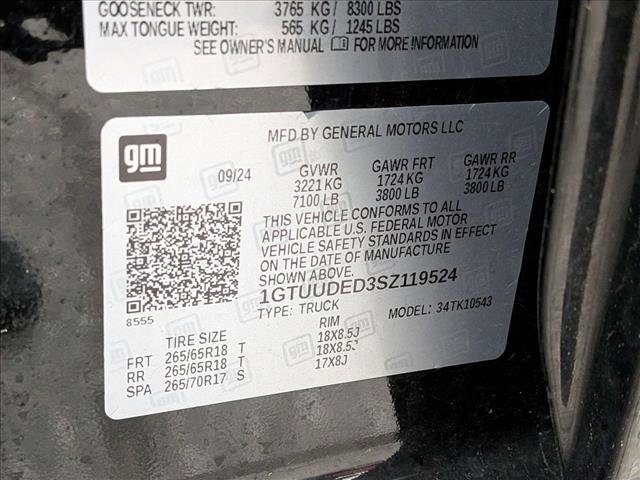 GOOSENECK TWR: 3765 KG / 8300 LBS
MAX TONGUE WEIGHT: 565 KG / 1245 LBS
SEE OWNER'S MANUAL FOR MORE INFORMATION
gm
MFD BY GENERAL MOTORS LLC
09/24 GVWR GAWR FRT GAWR RR
3221 KG 1724 KG 1724 KG
7100 LB 3800 LB 3800 LB
THIS VEHICLE CONFORMS TO ALL
APPLICABLE U.S. FEDERAL MOTOR
VEHICLE SAFETY STANDARDS IN EFFECT
ON THE DATE OF MANUFACTURE
SHOWN ABOVE.
1GTUUDED3SZ119524
TYPE: TRUCK MODEL: 34TK10543
8555
TIRE SIZE RIM
FRT 265/65R18 T 18X8.5J
RR 265/65R18 T 18X8.5J
SPA 265/70R17 S 17X8J